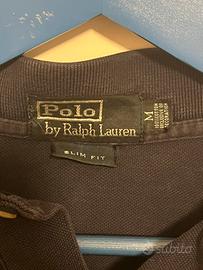 Polo
by Ralph Lauren
M
SLIM FIT
subito